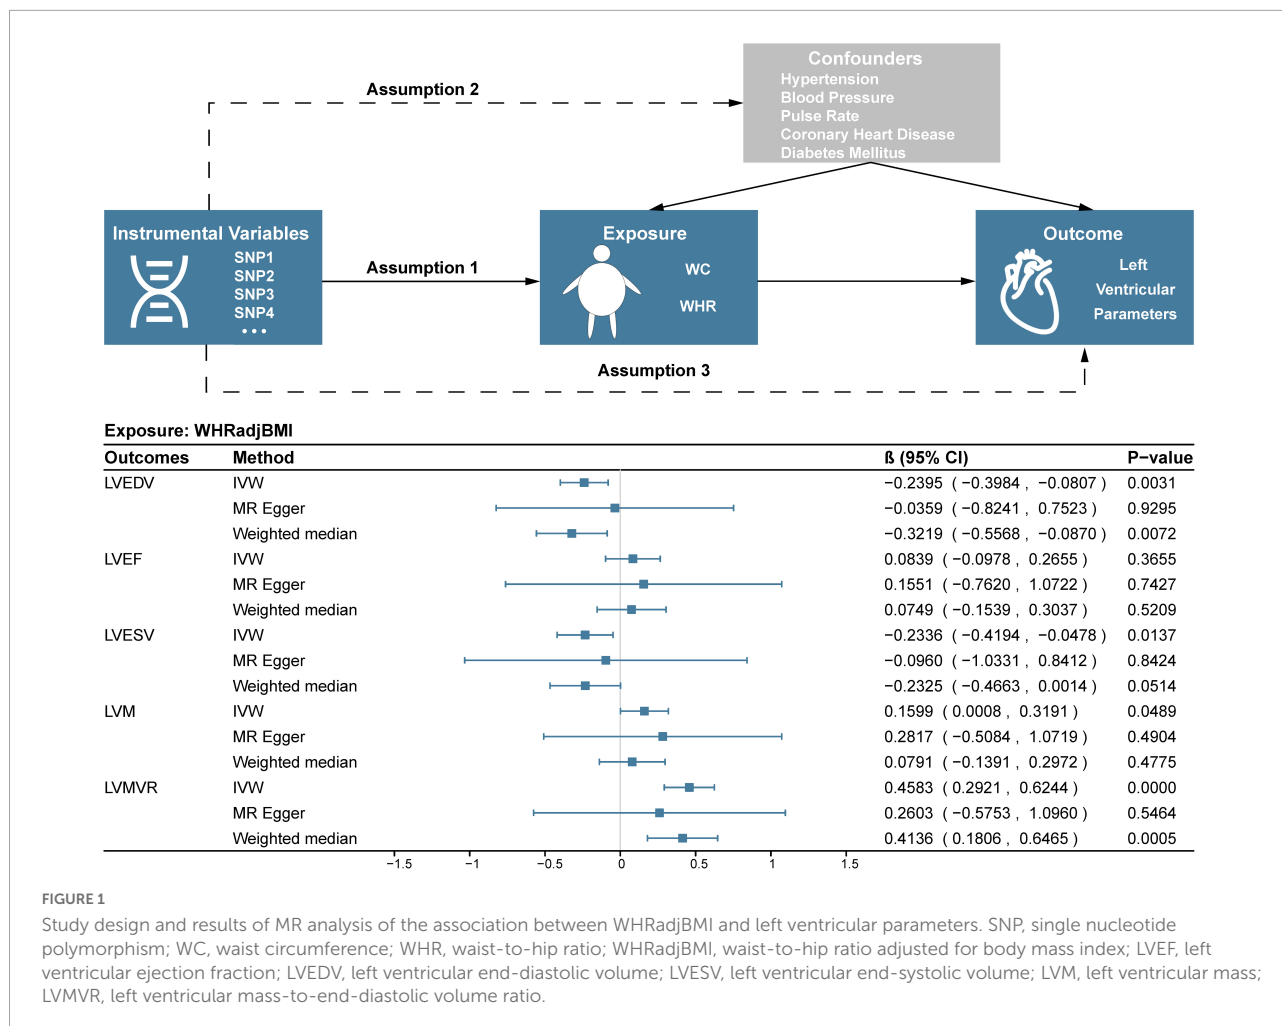 Confounders
Hypertension
Blood Pressure
Pulse Rate
Coronary Heart Disease
Diabetes Mellitus
Assumption 2
Instrumental Variables
SNP1
SNP2
SNP3
SNP4
...
Assumption 1
Exposure
WC
WHR
Outcome
Left
Ventricular
Parameters
Assumption 3
Exposure: WHRadjBMI
Outcomes Method ß (95% CI) P−value
LVEDV IVW −0.2395 ( −0.3984 , −0.0807 ) 0.0031
MR Egger −0.0359 ( −0.8241 , 0.7523 ) 0.9295
Weighted median −0.3219 ( −0.5568 , −0.0870 ) 0.0072
LVEF IVW 0.0839 ( −0.0978 , 0.2655 ) 0.3655
MR Egger 0.1551 ( −0.7620 , 1.0722 ) 0.7427
Weighted median 0.0749 ( −0.1539 , 0.3037 ) 0.5209
LVESV IVW −0.2336 ( −0.4194 , −0.0478 ) 0.0137
MR Egger −0.0960 ( −1.0331 , 0.8412 ) 0.8424
Weighted median −0.2325 ( −0.4663 , 0.0014 ) 0.0514
LVM IVW 0.1599 ( 0.0008 , 0.3191 ) 0.0489
MR Egger 0.2817 ( −0.5084 , 1.0719 ) 0.4904
Weighted median 0.0791 ( −0.1391 , 0.2972 ) 0.4775
LVMVR IVW 0.4583 ( 0.2921 , 0.6244 ) 0.0000
MR Egger 0.2603 ( −0.5753 , 1.0960 ) 0.5464
Weighted median 0.4136 ( 0.1806 , 0.6465 ) 0.0005
−1.5 −1 −0.5 0 0.5 1 1.5
FIGURE 1
Study design and results of MR analysis of the association between WHRadjBMI and left ventricular parameters. SNP, single nucleotide
polymorphism; WC, waist circumference; WHR, waist-to-hip ratio; WHRadjBMI, waist-to-hip ratio adjusted for body mass index; LVEF, left
ventricular ejection fraction; LVEDV, left ventricular end-diastolic volume; LVESV, left ventricular end-systolic volume; LVM, left ventricular mass;
LVMVR, left ventricular mass-to-end-diastolic volume ratio.